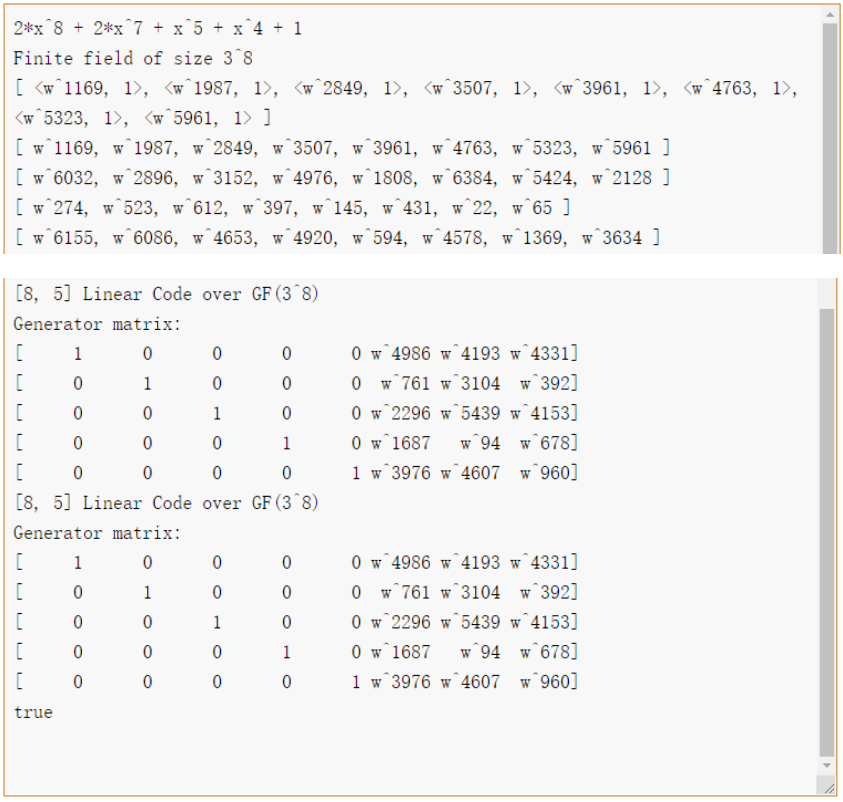 2*x^8 + 2*x^7 + x^5 + x^4 + 1
Finite field of size 3^8
[ <w^1169, 1>, <w^1987, 1>, <w^2849, 1>, <w^3507, 1>, <w^3961, 1>, <w^4763, 1>,
<w^5323, 1>, <w^5961, 1> ]
[ w^1169, w^1987, w^2849, w^3507, w^3961, w^4763, w^5323, w^5961 ]
[ w^6032, w^2896, w^3152, w^4976, w^1808, w^6384, w^5424, w^2128 ]
[ w^274, w^523, w^612, w^397, w^145, w^431, w^22, w^65 ]
[ w^6155, w^6086, w^4653, w^4920, w^594, w^4578, w^1369, w^3634 ]
[8, 5] Linear Code over GF(3^8)
Generator matrix:
[     1      0      0      0      0 w^4986 w^4193 w^4331]
[     0      1      0      0      0  w^761 w^3104  w^392]
[     0      0      1      0      0 w^2296 w^5439 w^4153]
[     0      0      0      1      0 w^1687   w^94  w^678]
[     0      0      0      0      1 w^3976 w^4607  w^960]
[8, 5] Linear Code over GF(3^8)
Generator matrix:
[     1      0      0      0      0 w^4986 w^4193 w^4331]
[     0      1      0      0      0  w^761 w^3104  w^392]
[     0      0      1      0      0 w^2296 w^5439 w^4153]
[     0      0      0      1      0 w^1687   w^94  w^678]
[     0      0      0      0      1 w^3976 w^4607  w^960]
true